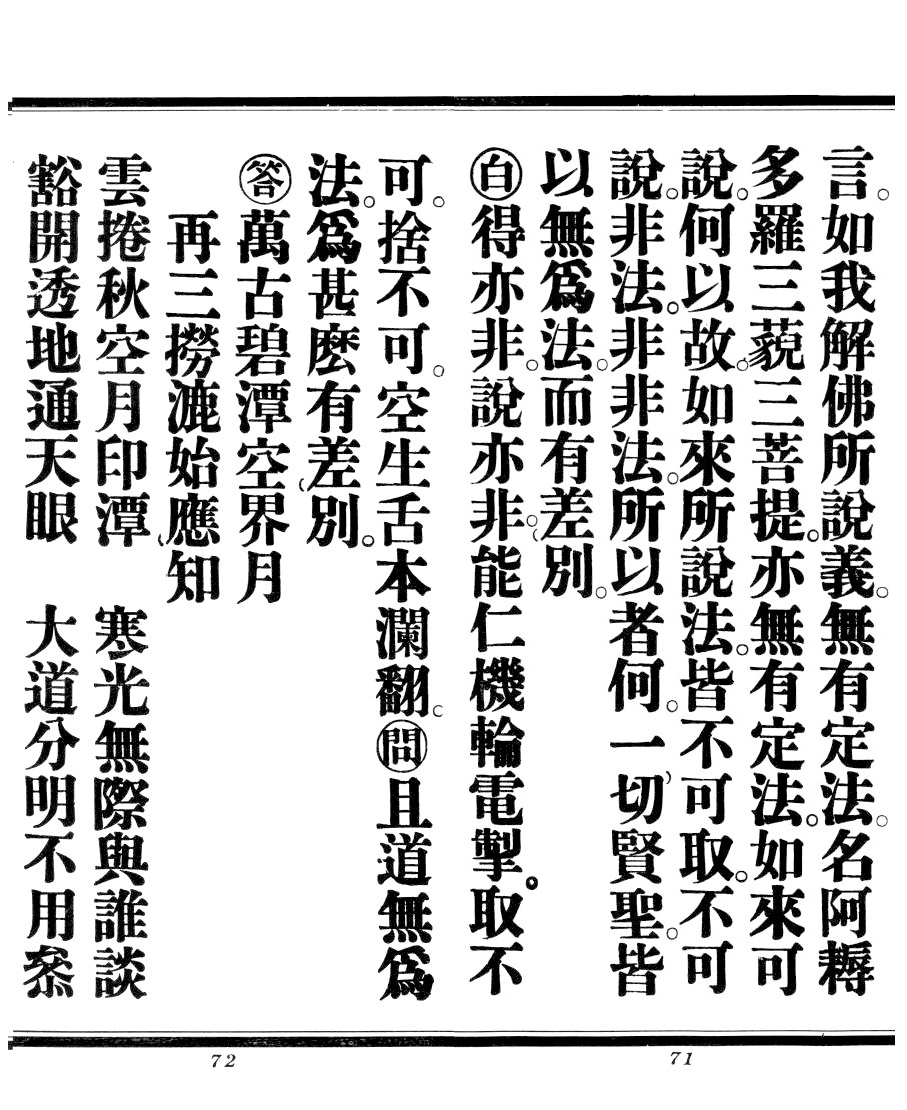 言。如我解佛所說義。無有定法。名阿耨
多羅三藐三菩提。亦無有定法。如來可
說。何以故。如來所說法。皆不可取。不可
說。非法。非非法。所以者何。一切賢聖。皆
以無爲法。而有差別。
㊀白得亦非。說亦非。能仁機輪電掣。取不
可。捨不可。空生舌本瀾翻。問且道無爲
法。爲甚麽有差別。
答萬古碧潭空界月
再三撈漉始應知
雲捲秋空月印潭　寒光無際與誰談
豁開透地通天眼　大道分明不用叅
71
72